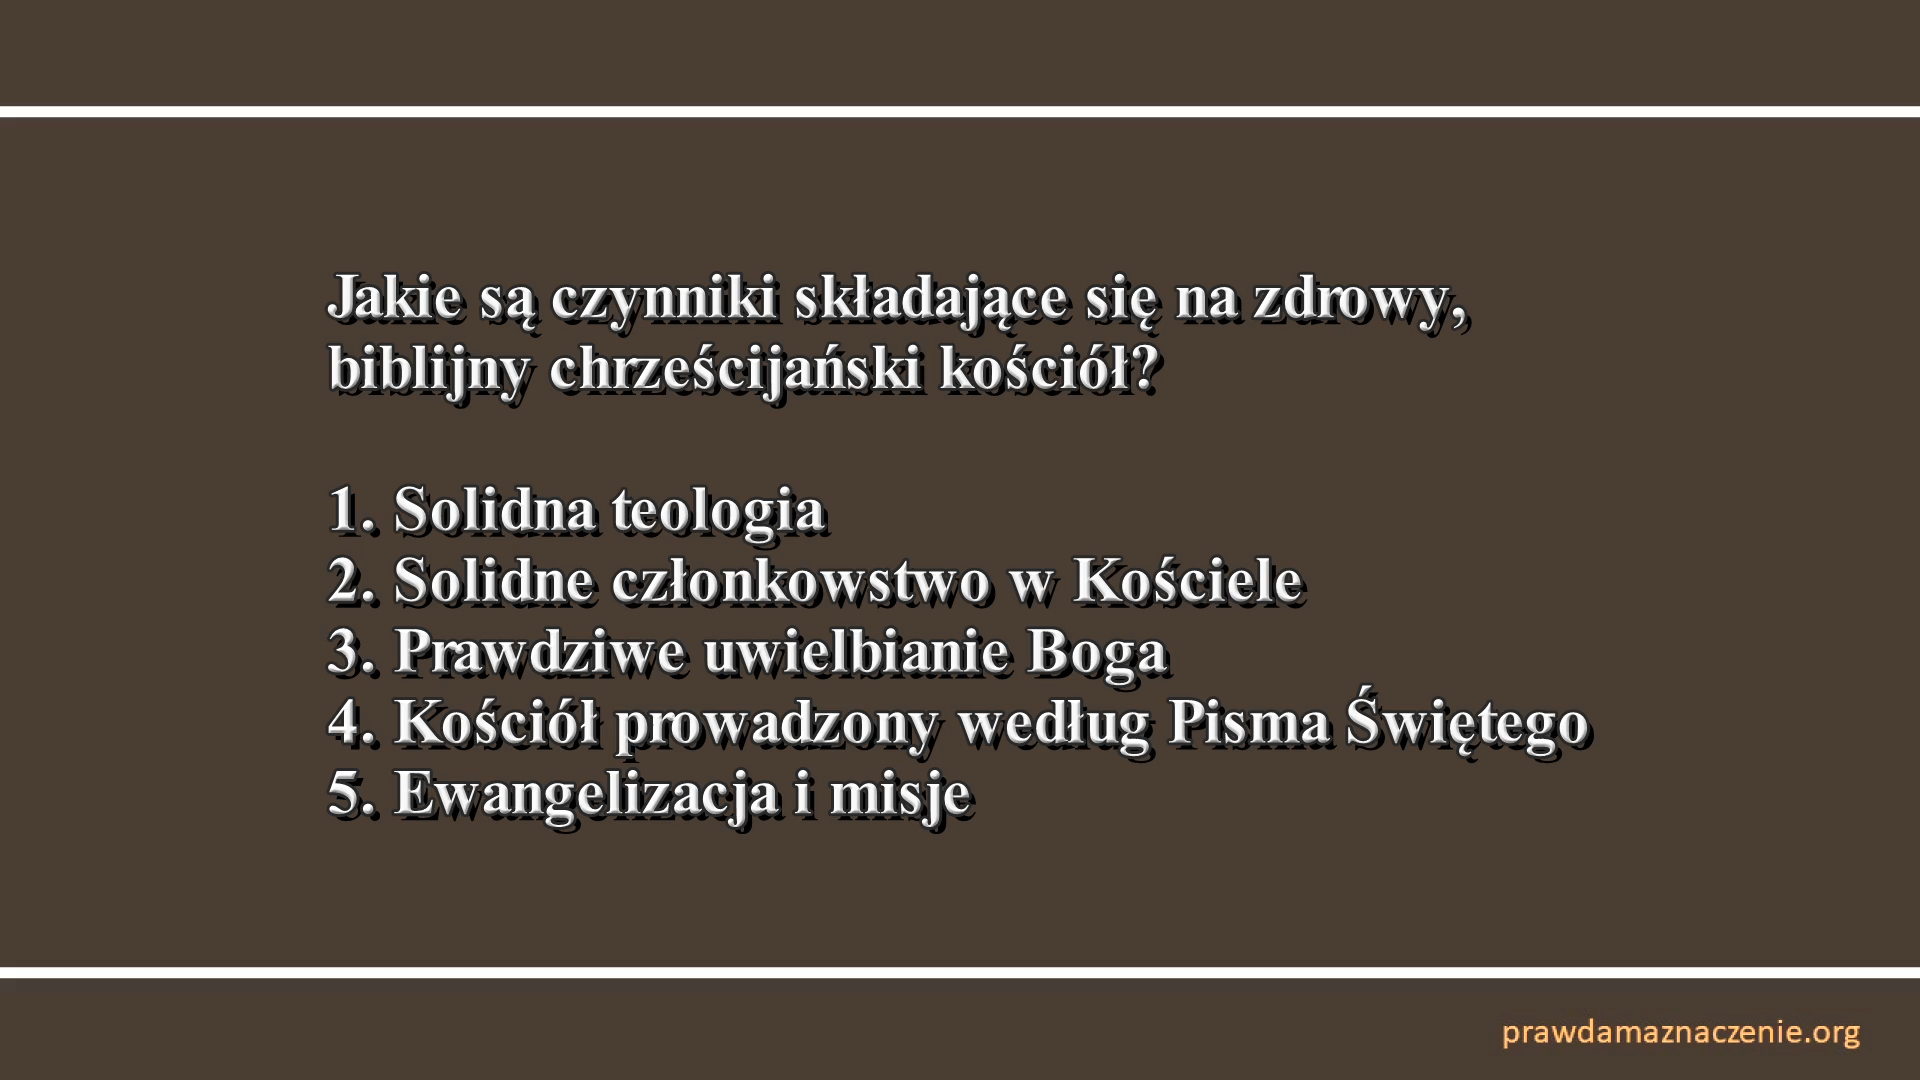 Jakie są czynniki składające się na zdrowy,
biblijny chrześcijański kościół?
1. Solidna teologia
2. Solidne członkowstwo w Kościele
3. Prawdziwe uwielbianie Boga
4. Kościół prowadzony według Pisma Świętego
5. Ewangelizacja i misje
prawdamaznaczenie.org